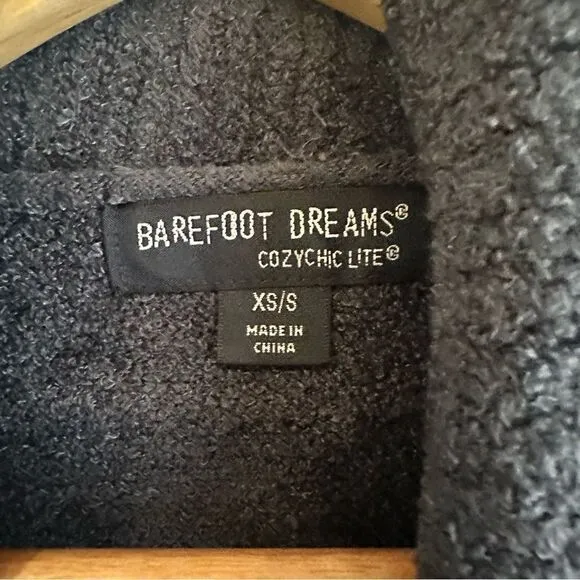 BAREFOOT DREAMS®
COZYCHIC LITE®
XS/S
MADE IN
CHINA